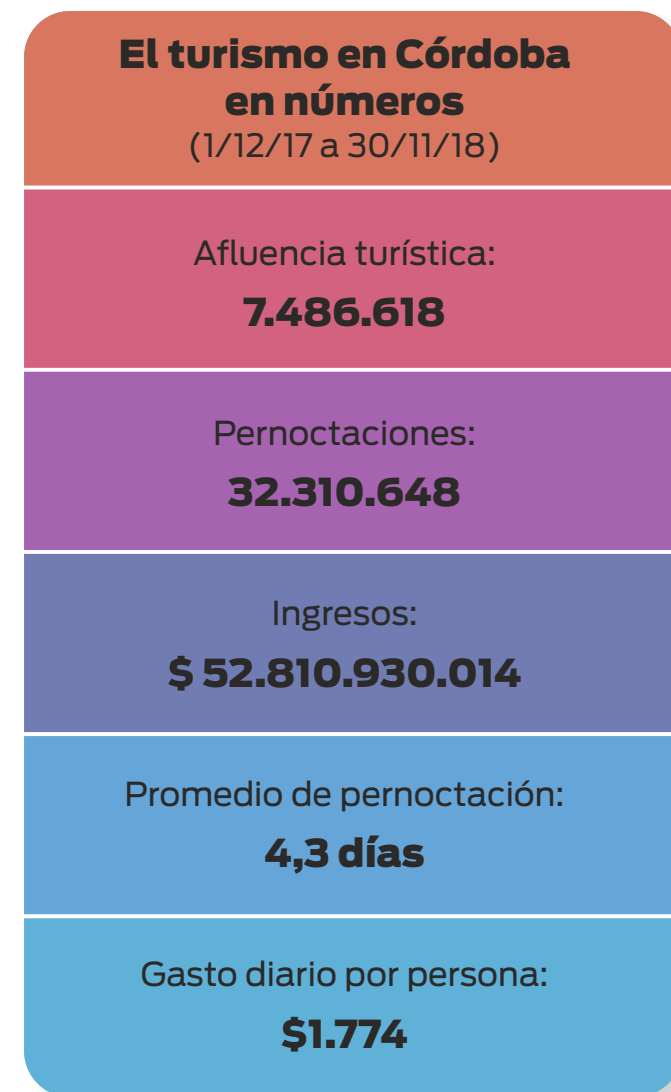 El turismo en Córdoba
en números
(1/12/17 a 30/11/18)
Afluencia turística:
7.486.618
Pernoctaciones:
32.310.648
Ingresos:
$ 52.810.930.014
Promedio de pernoctación:
4,3 días
Gasto diario por persona:
$1.774